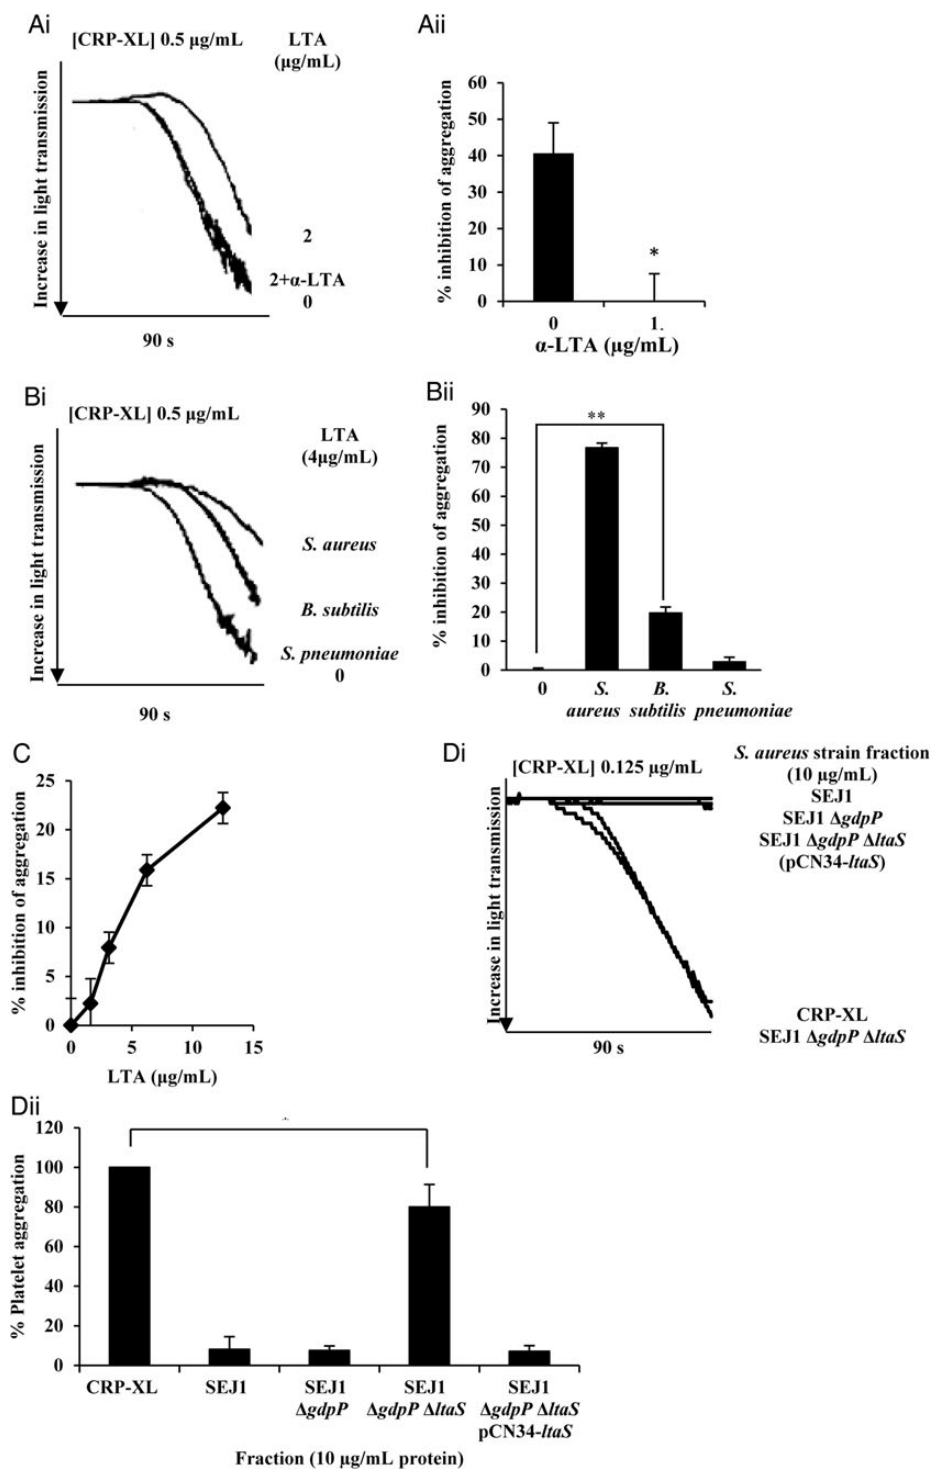 Ai
[CRP-XL] 0.5 µg/mL
LTA
(µg/mL)
Increase in light transmission
2
2+α-LTA
0
90 s
Aii
% inhibition of aggregation
60
50
40
30
20
10
0
*
0
1.
α-LTA (µg/mL)
Bi
[CRP-XL] 0.5 µg/mL
LTA
(4µg/mL)
Increase in light transmission
S. aureus
B. subtilis
S. pneumoniae
0
90 s
Bii
% inhibition of aggregation
90
80
70
60
50
40
30
20
10
0
**
0
S.
aureus
B.
subtilis
S.
pneumoniae
C
% inhibition of aggregation
25
20
15
10
5
0
0
5
10
15
LTA (µg/mL)
Di
[CRP-XL] 0.125 µg/mL
S. aureus strain fraction
(10 µg/mL)
SEJ1
SEJ1 ΔgdpP
SEJ1 ΔgdpP ΔltaS
(pCN34-ltaS)
Increase in light transmission
CRP-XL
SEJ1 ΔgdpP ΔltaS
90 s
Dii
% Platelet aggregation
120
100
80
60
40
20
0
*
CRP-XL
SEJ1
SEJ1
ΔgdpP
SEJ1
ΔgdpP ΔltaS
SEJ1
ΔgdpP ΔltaS
pCN34-ltaS
Fraction (10 µg/mL protein)